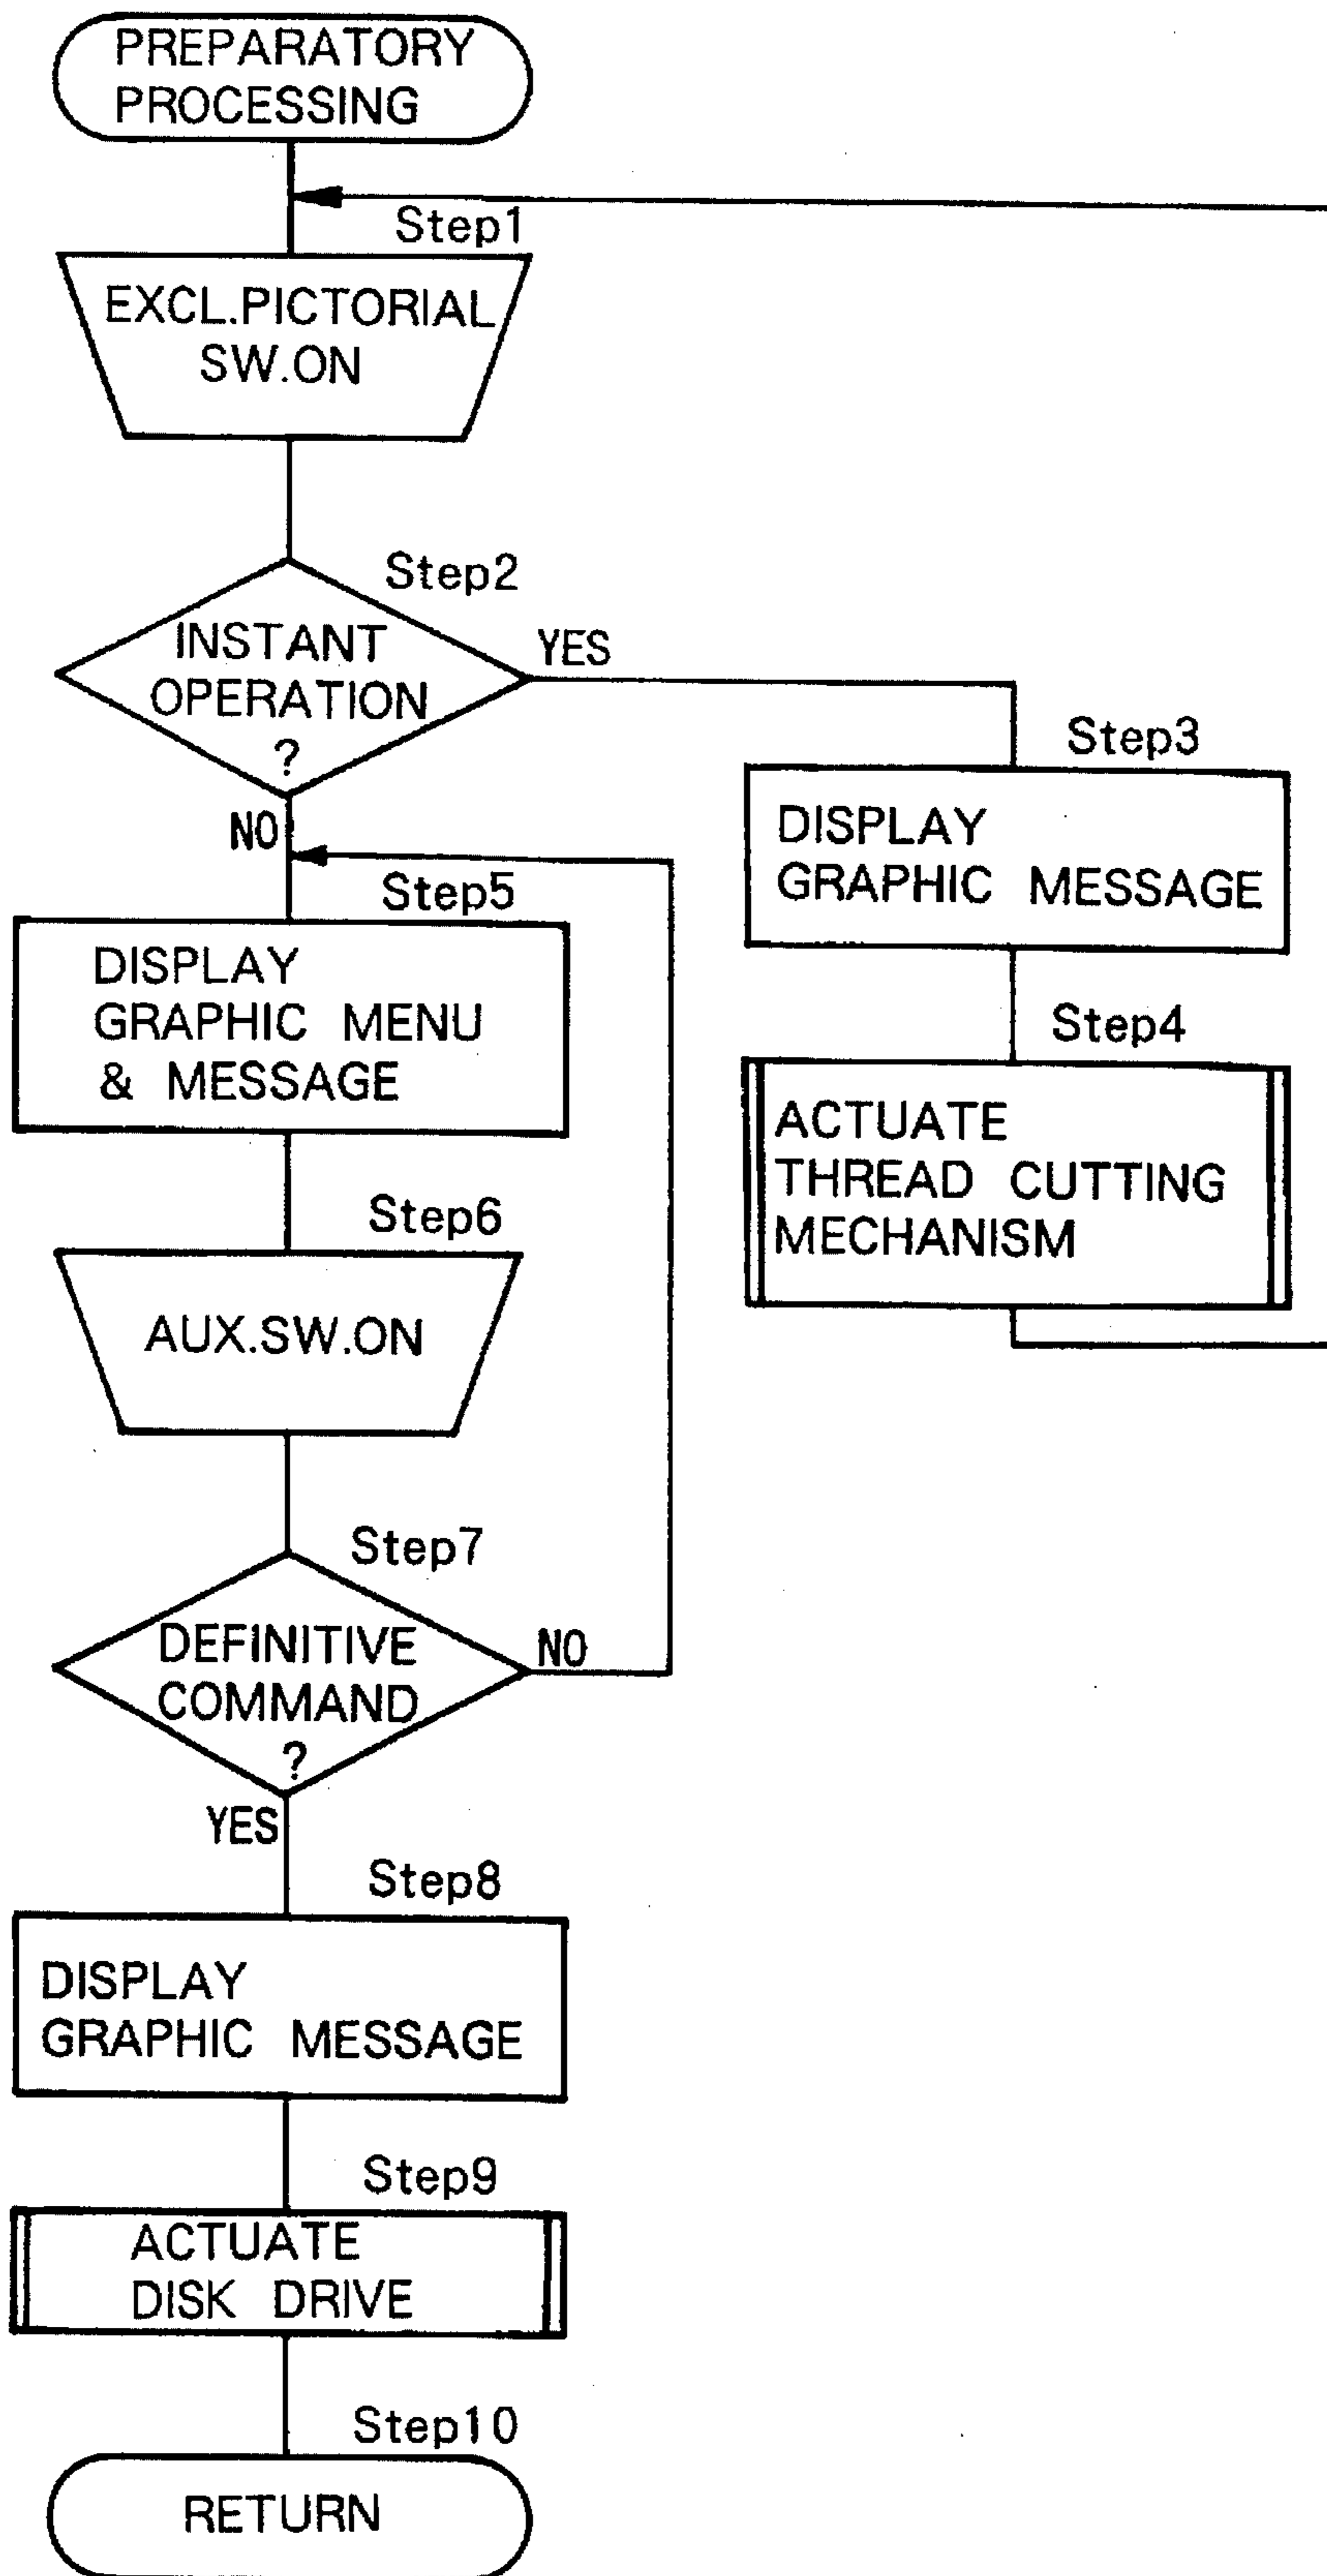 PREPARATORY
PROCESSING
Step1
EXCL.PICTORIAL
SW.ON
Step2
INSTANT
OPERATION
?
YES
NO
Step3
DISPLAY
GRAPHIC MESSAGE
Step4
ACTUATE
THREAD CUTTING
MECHANISM
Step5
DISPLAY
GRAPHIC MENU
& MESSAGE
Step6
AUX.SW.ON
Step7
DEFINITIVE
COMMAND
?
NO
YES
Step8
DISPLAY
GRAPHIC MESSAGE
Step9
ACTUATE
DISK DRIVE
Step10
RETURN